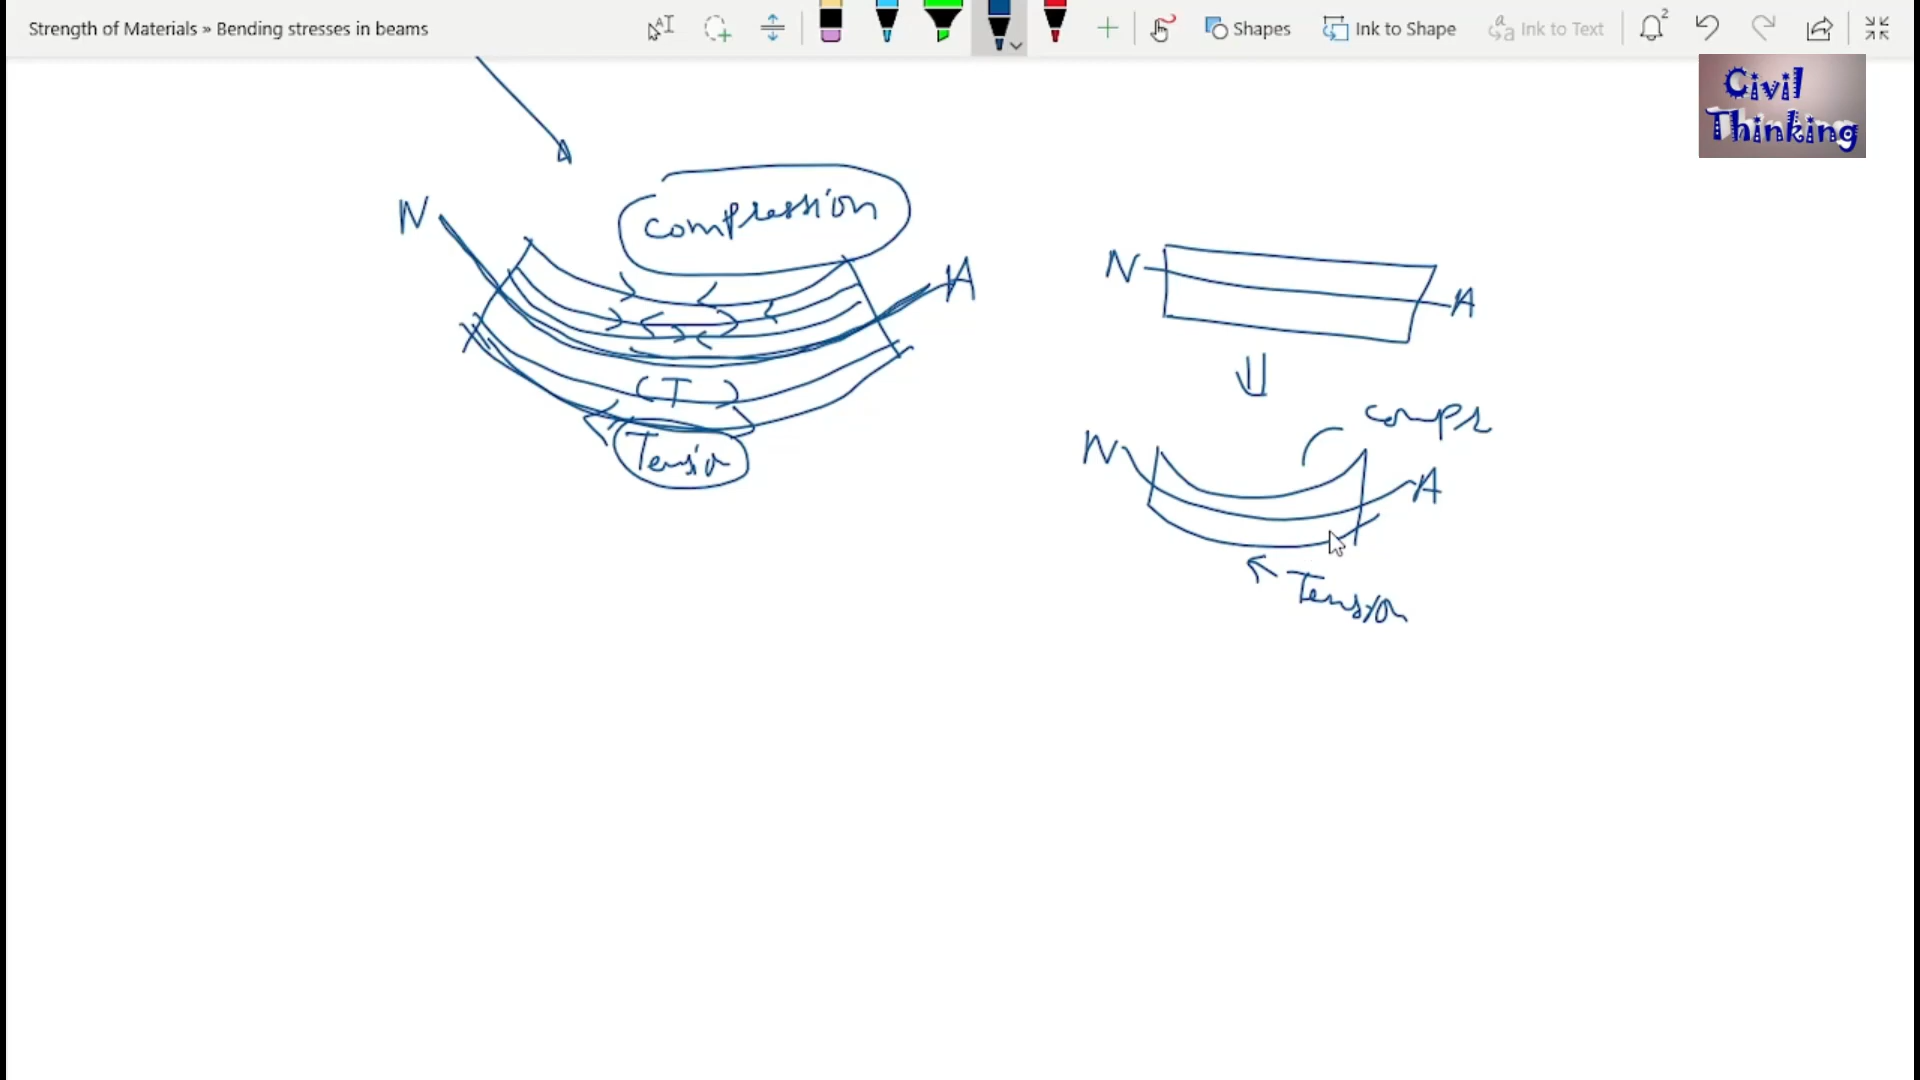 Strength of Materials » Bending stresses in beams
Shapes
Ink to Shape
Ink to Text
2
Civil
Thinking
N
compression
A
T
Tension
N
A
N
compr
A
Tension